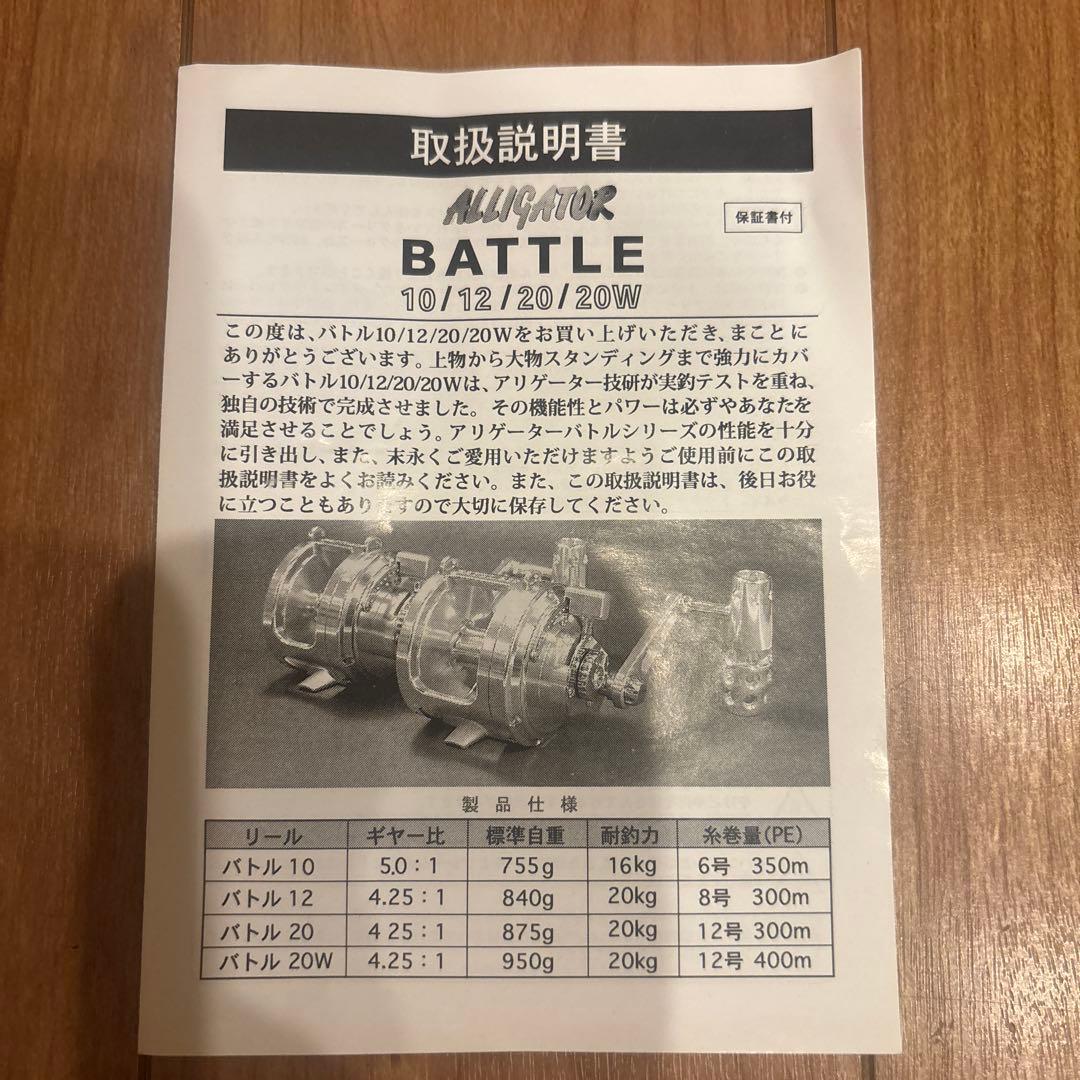 取扱説明書
ALLIGATOR
保証書付
BATTLE
10/12/20/20W
この度は、バトル10/12/20/20Wをお買い上げいただき、まことに
ありがとうございます。上物から大物スタンディングまで強力にカバ
ーするバトル10/12/20/20Wは、アリゲーター技研が実釣テストを重ね、
独自の技術で完成させました。その機能性とパワーは必ずやあなたを
満足させることでしょう。アリゲーターバトルシリーズの性能を十分
に引き出し、また、末永くご愛用いただけますようご使用前にこの取
扱説明書をよくお読みください。また、この取扱説明書は、後日お役
に立つこともありますので大切に保存してください。
製品仕様
リール ギヤー比 標準自重 耐釣力 糸巻量(PE)
バトル 10 5.0：1 755g 16kg 6号 350m
バトル 12 4.25：1 840g 20kg 8号 300m
バトル 20 4 25：1 875g 20kg 12号 300m
バトル 20W 4.25：1 950g 20kg 12号 400m